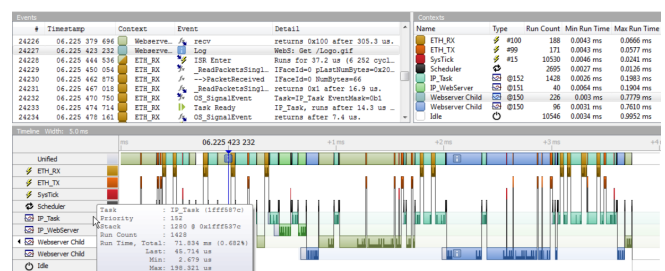 Events
# Timestamp Context Event Detail
24226 06.225 379 696 Webserve… recv returns 0x100 after 305.3 us.
24227 06.225 423 232 Webserve… Log WebS: Get /Logo.gif
24228 06.225 444 536 ETH_RX ISR Enter Runs for 37.2 us (6 252 cycl…
24229 06.225 450 054 ETH_RX _ReadPacketsSingl… IFaceId=0 pLastNumBytes=0x20…
24230 06.225 462 875 ETH_RX -->PacketReceived IFaceId=0 NumBytes=66
24231 06.225 467 018 ETH_RX _ReadPacketsSingl… returns 0x1 after 16.9 us.
24232 06.225 470 750 ETH_RX OS_SignalEvent Task=IP_Task EventMask=0b1
24233 06.225 474 714 ETH_RX Task Ready IP_Task, runs after 14.3 us …
24234 06.225 478 161 ETH_RX OS_SignalEvent returns after 7.4 us.
Contexts
Name Type Run Count Min Run Time Max Run Time
ETH_RX #100 188 0.0043 ms 0.0666 ms
ETH_TX #99 171 0.0043 ms 0.0577 ms
SysTick #15 10530 0.0046 ms 0.0241 ms
Scheduler 2695 0.0027 ms 0.0126 ms
IP_Task @152 1428 0.0026 ms 0.1983 ms
IP_WebServer @151 40 0.0064 ms 0.1904 ms
Webserver Child @150 226 0.003 ms 0.7779 ms
Webserver Child @150 96 0.0031 ms 0.7610 ms
Idle 10546 0.0034 ms 0.9952 ms
Timeline Width: 5.0 ms
ms 06.225 423 232 +1 ms +2 ms +3 ms +4
Unified
ETH_RX
ETH_TX
SysTick
Scheduler
IP_Task
IP_WebServer
Webserver Child
Webserver Child
Idle
Task : IP_Task (1fff587c)
Priority : 152
Stack : 1280 @ 0x1fff537c
Run Count : 1428
Run Time, Total: 71.834 ms (0.682%)
Last: 45.714 us
Min: 2.679 us
Max: 198.321 us